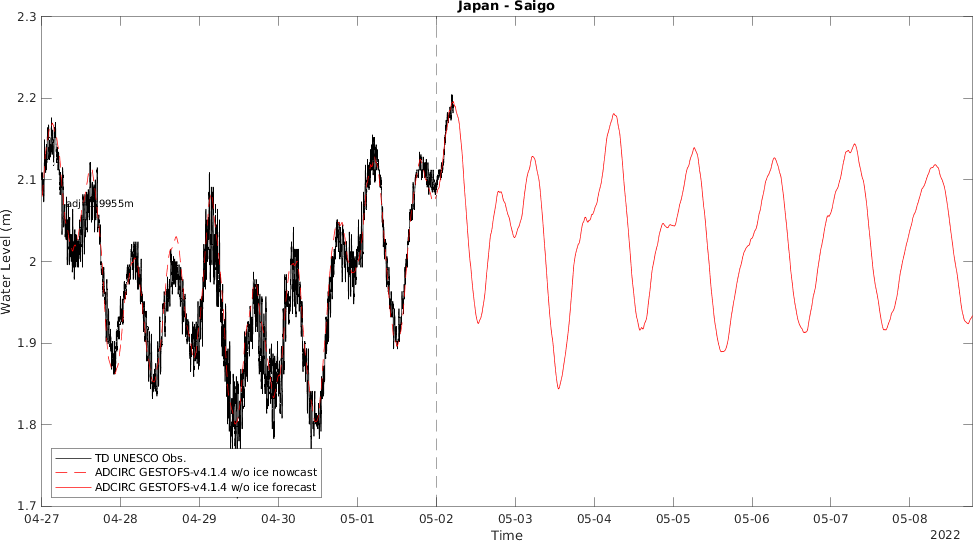 Japan - Saigo
2.3
2.2
2.1
2
1.9
1.8
1.7
Water Level (m)
9955m
TD UNESCO Obs.
ADCIRC GESTOFS-v4.1.4 w/o ice nowcast
ADCIRC GESTOFS-v4.1.4 w/o ice forecast
04-27 04-28 04-29 04-30 05-01 05-02 05-03 05-04 05-05 05-06 05-07 05-08
Time
2022